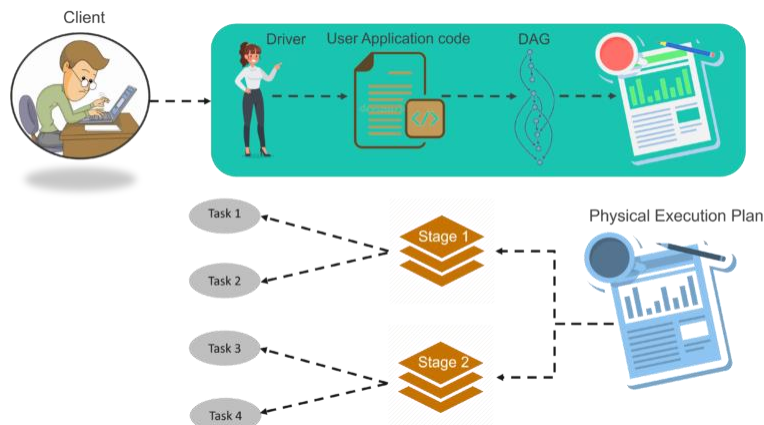 Client
Driver
User Application code
DAG
</>
Physical Execution Plan
Task 1
Stage 1
Task 2
Task 3
Stage 2
Task 4